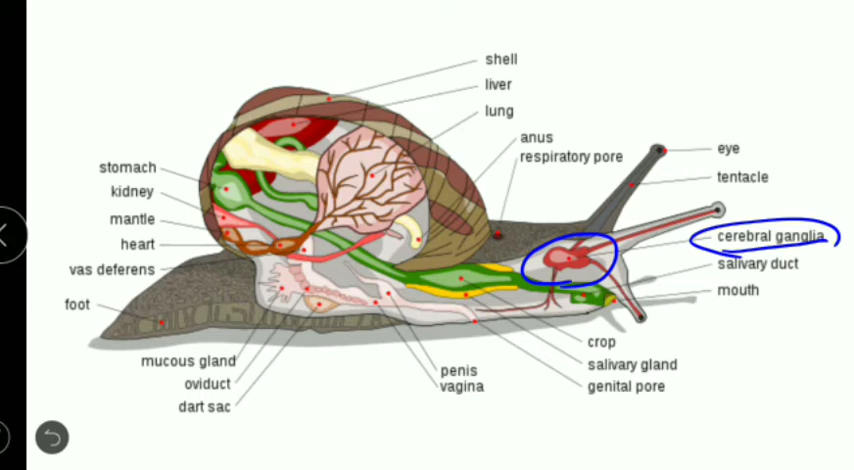 shell
liver
lung
anus
respiratory pore
eye
tentacle
cerebral ganglia
salivary duct
mouth
stomach
kidney
mantle
heart
vas deferens
foot
mucous gland
oviduct
dart sac
penis
vagina
crop
salivary gland
genital pore